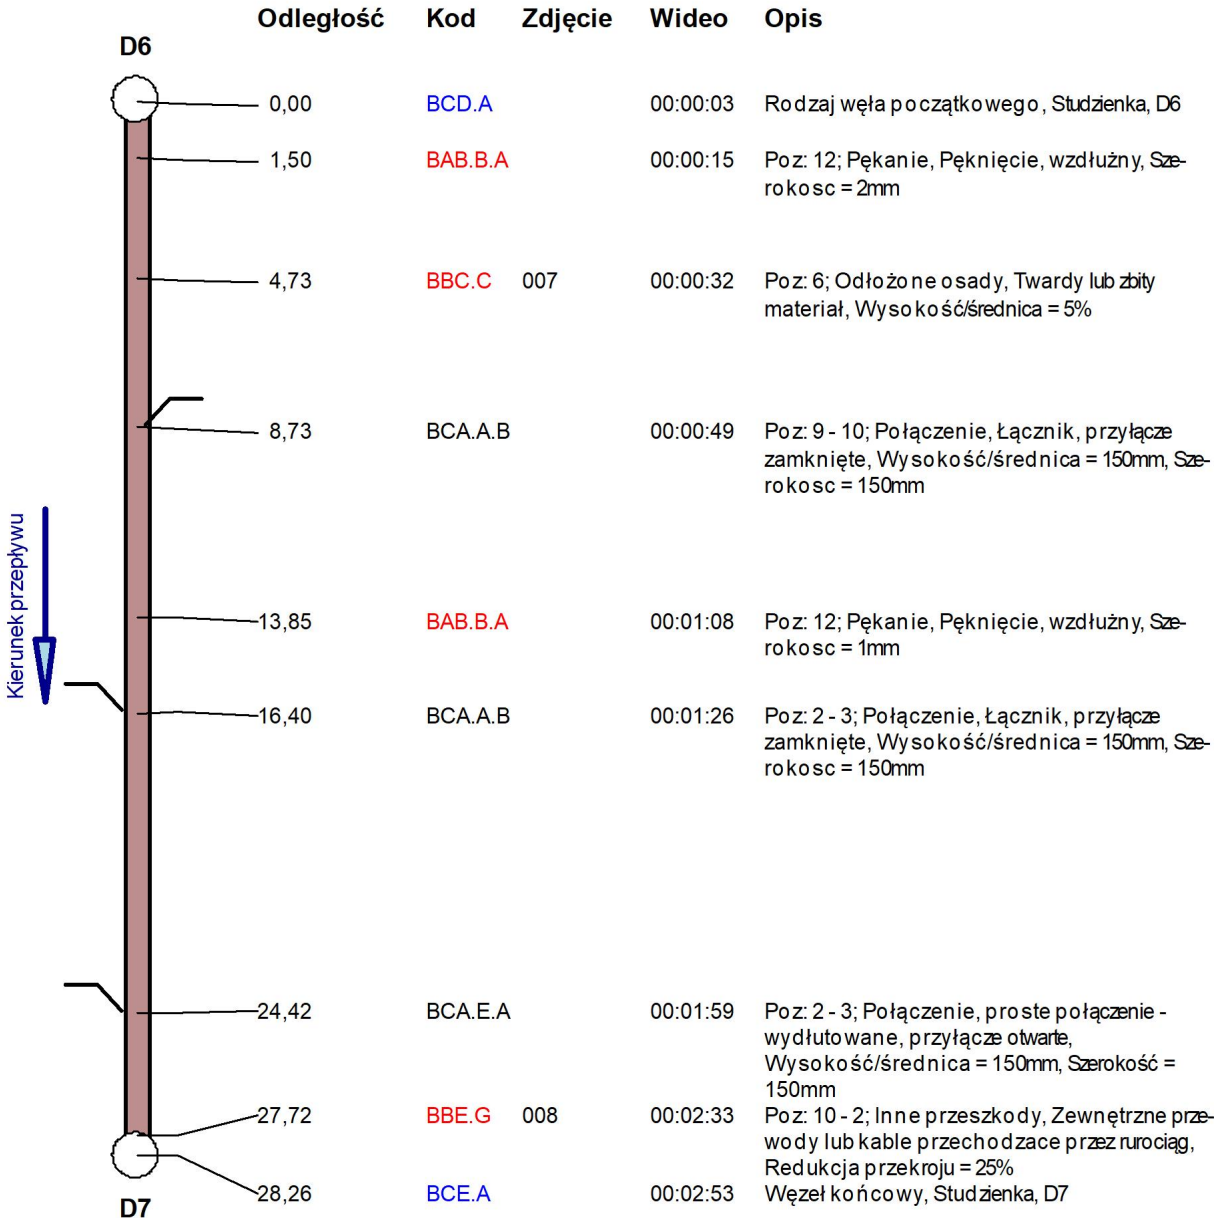 Odległość Kod Zdjęcie Wideo Opis
D6
0,00 BCD.A 00:00:03 Rodzaj węła początkowego, Studzienka, D6
1,50 BAB.B.A 00:00:15 Poz: 12; Pękanie, Pęknięcie, wzdłużny, Sze-
rokosc = 2mm
4,73 BBC.C 007 00:00:32 Poz: 6; Odłożone osady, Twardy lub zbity
materiał, Wysokość/średnica = 5%
8,73 BCA.A.B 00:00:49 Poz: 9 - 10; Połączenie, Łącznik, przyłącze
zamknięte, Wysokość/średnica = 150mm, Sze-
rokosc = 150mm
Kierunek przepływu
13,85 BAB.B.A 00:01:08 Poz: 12; Pękanie, Pęknięcie, wzdłużny, Sze-
rokosc = 1mm
16,40 BCA.A.B 00:01:26 Poz: 2 - 3; Połączenie, Łącznik, przyłącze
zamknięte, Wysokość/średnica = 150mm, Sze-
rokosc = 150mm
24,42 BCA.E.A 00:01:59 Poz: 2 - 3; Połączenie, proste połączenie -
wydłutowane, przyłącze otwarte,
Wysokość/średnica = 150mm, Szerokość =
150mm
27,72 BBE.G 008 00:02:33 Poz: 10 - 2; Inne przeszkody, Zewnętrzne prze-
wody lub kable przechodzace przez rurociąg,
Redukcja przekroju = 25%
28,26 BCE.A 00:02:53 Węzeł końcowy, Studzienka, D7
D7